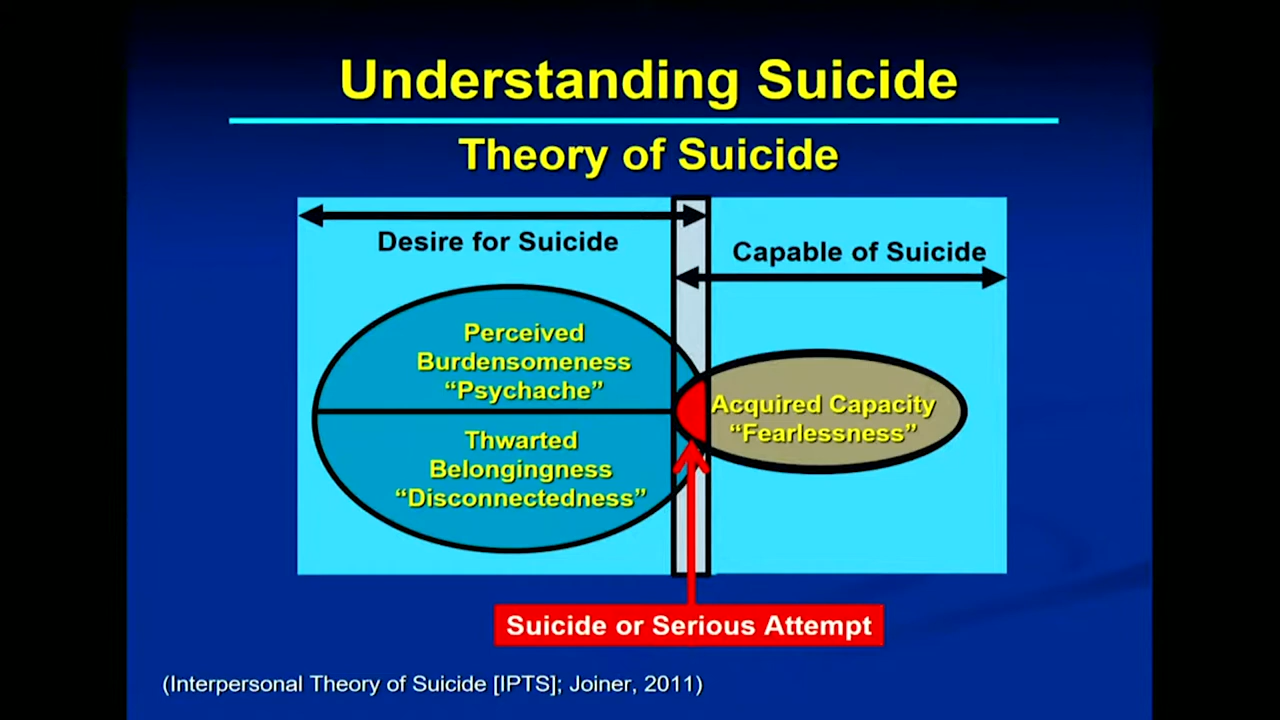 Understanding Suicide
Theory of Suicide
Desire for Suicide
Capable of Suicide
Perceived
Burdensomeness
“Psychache”
Thwarted
Belongingness
“Disconnectedness”
Acquired Capacity
“Fearlessness”
Suicide or Serious Attempt
(Interpersonal Theory of Suicide [IPTS]; Joiner, 2011)